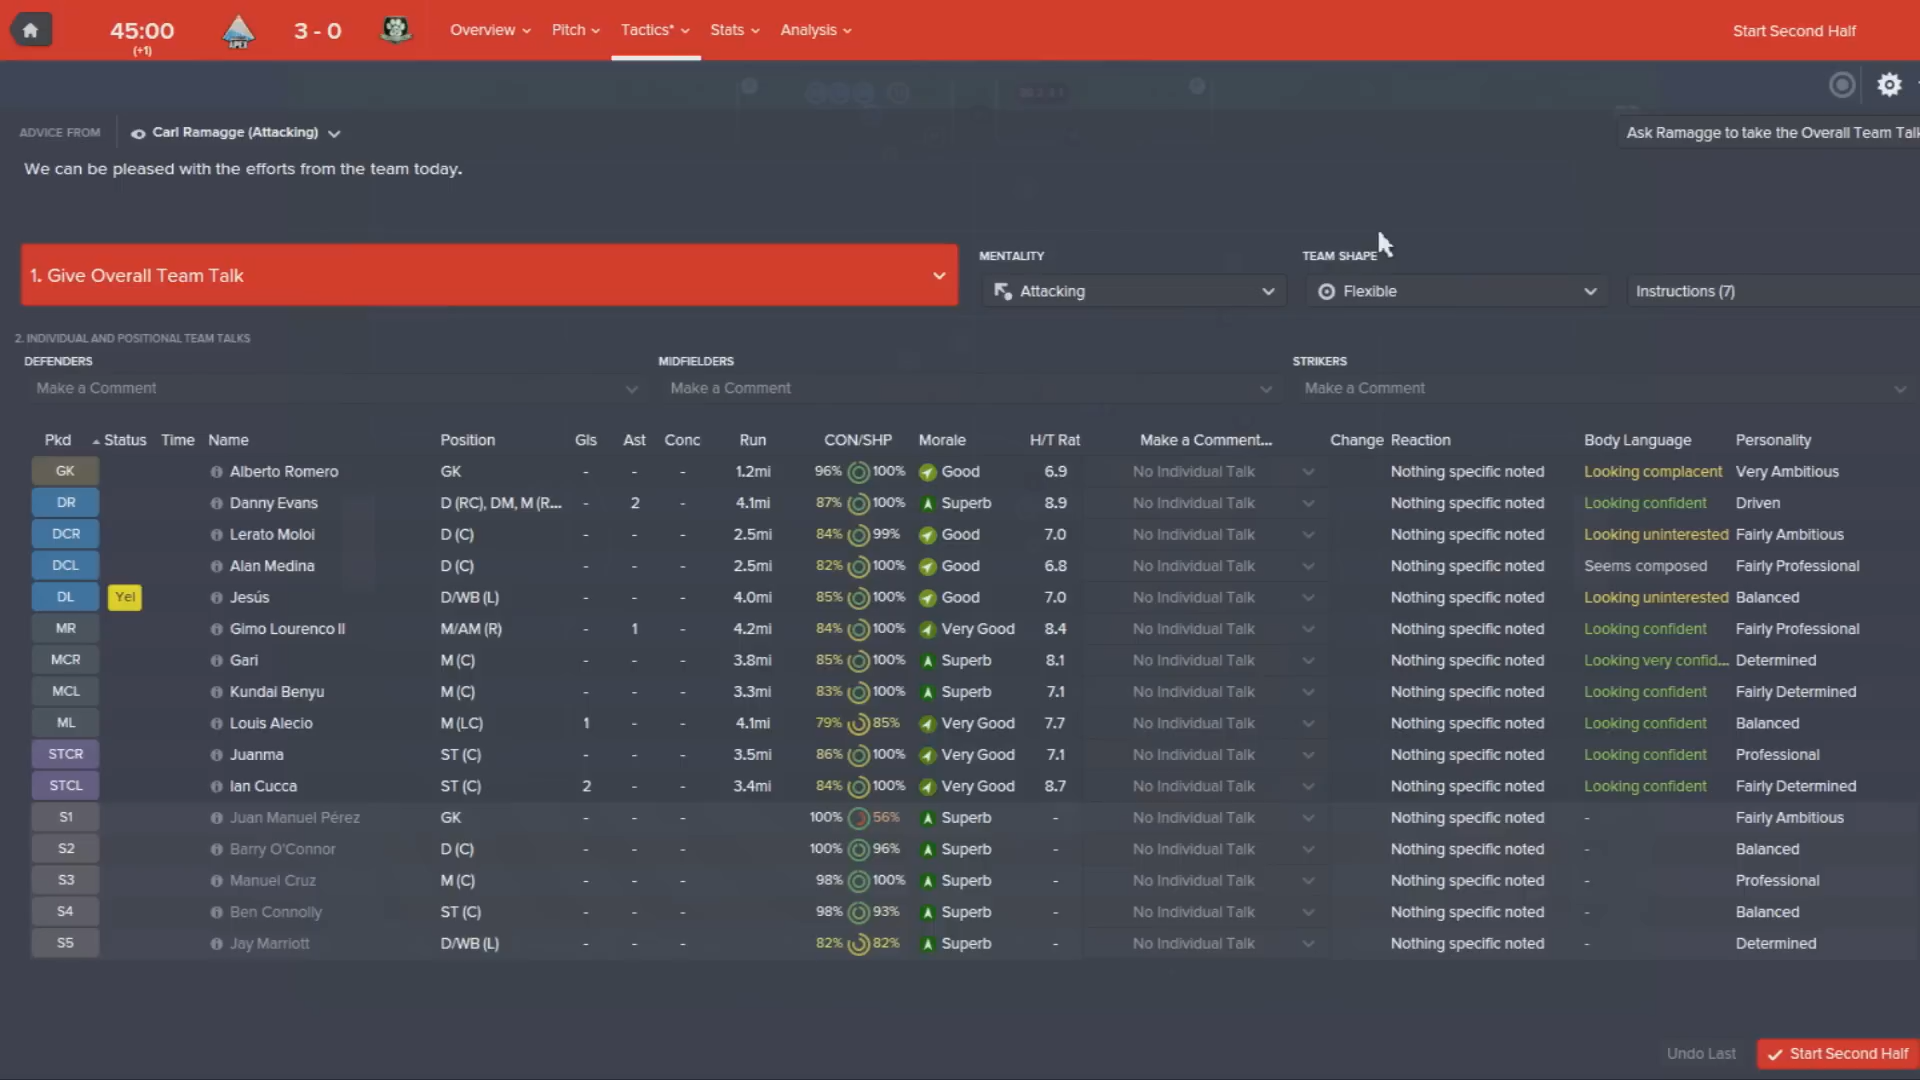 45:00 (+1) APEX 3 - 0 Overview Pitch Tactics* Stats Analysis Start Second Half
ADVICE FROM Carl Ramagge (Attacking) Ask Ramagge to take the Overall Team Talk
We can be pleased with the efforts from the team today.
MENTALITY TEAM SHAPE
1. Give Overall Team Talk Attacking Flexible Instructions (7)
2. INDIVIDUAL AND POSITIONAL TEAM TALKS
DEFENDERS MIDFIELDERS STRIKERS
Make a Comment Make a Comment Make a Comment
Pkd Status Time Name Position Gls Ast Conc Run CON/SHP Morale H/T Rat Make a Comment... Change Reaction Body Language Personality
GK Alberto Romero GK - - - 1.2mi 96% 100% Good 6.9 No Individual Talk Nothing specific noted Looking complacent Very Ambitious
DR Danny Evans D (RC), DM, M (R... - 2 - 4.1mi 87% 100% Superb 8.9 No Individual Talk Nothing specific noted Looking confident Driven
DCR Lerato Moloi D (C) - - - 2.5mi 84% 99% Good 7.0 No Individual Talk Nothing specific noted Looking uninterested Fairly Ambitious
DCL Alan Medina D (C) - - - 2.5mi 82% 100% Good 6.8 No Individual Talk Nothing specific noted Seems composed Fairly Professional
DL Yel Jesús D/WB (L) - - - 4.0mi 85% 100% Good 7.0 No Individual Talk Nothing specific noted Looking uninterested Balanced
MR Gimo Lourenco II M/AM (R) - 1 - 4.2mi 84% 100% Very Good 8.4 No Individual Talk Nothing specific noted Looking confident Fairly Professional
MCR Gari M (C) - - - 3.8mi 85% 100% Superb 8.1 No Individual Talk Nothing specific noted Looking very confid... Determined
MCL Kundai Benyu M (C) - - - 3.3mi 83% 100% Superb 7.1 No Individual Talk Nothing specific noted Looking confident Fairly Determined
ML Louis Alecio M (LC) 1 - - 4.1mi 79% 85% Very Good 7.7 No Individual Talk Nothing specific noted Looking confident Balanced
STCR Juanma ST (C) - - - 3.5mi 86% 100% Very Good 7.1 No Individual Talk Nothing specific noted Looking confident Professional
STCL Ian Cucca ST (C) 2 - - 3.4mi 84% 100% Very Good 8.7 No Individual Talk Nothing specific noted Looking confident Fairly Determined
S1 Juan Manuel Pérez GK - - - 100% 56% Superb - No Individual Talk Nothing specific noted - Fairly Ambitious
S2 Barry O'Connor D (C) - - - 100% 96% Superb - No Individual Talk Nothing specific noted - Balanced
S3 Manuel Cruz M (C) - - - 98% 100% Superb - No Individual Talk Nothing specific noted - Professional
S4 Ben Connolly ST (C) - - - 98% 93% Superb - No Individual Talk Nothing specific noted - Balanced
S5 Jay Marriott D/WB (L) - - - 82% 82% Superb - No Individual Talk Nothing specific noted - Determined
Undo Last Start Second Half